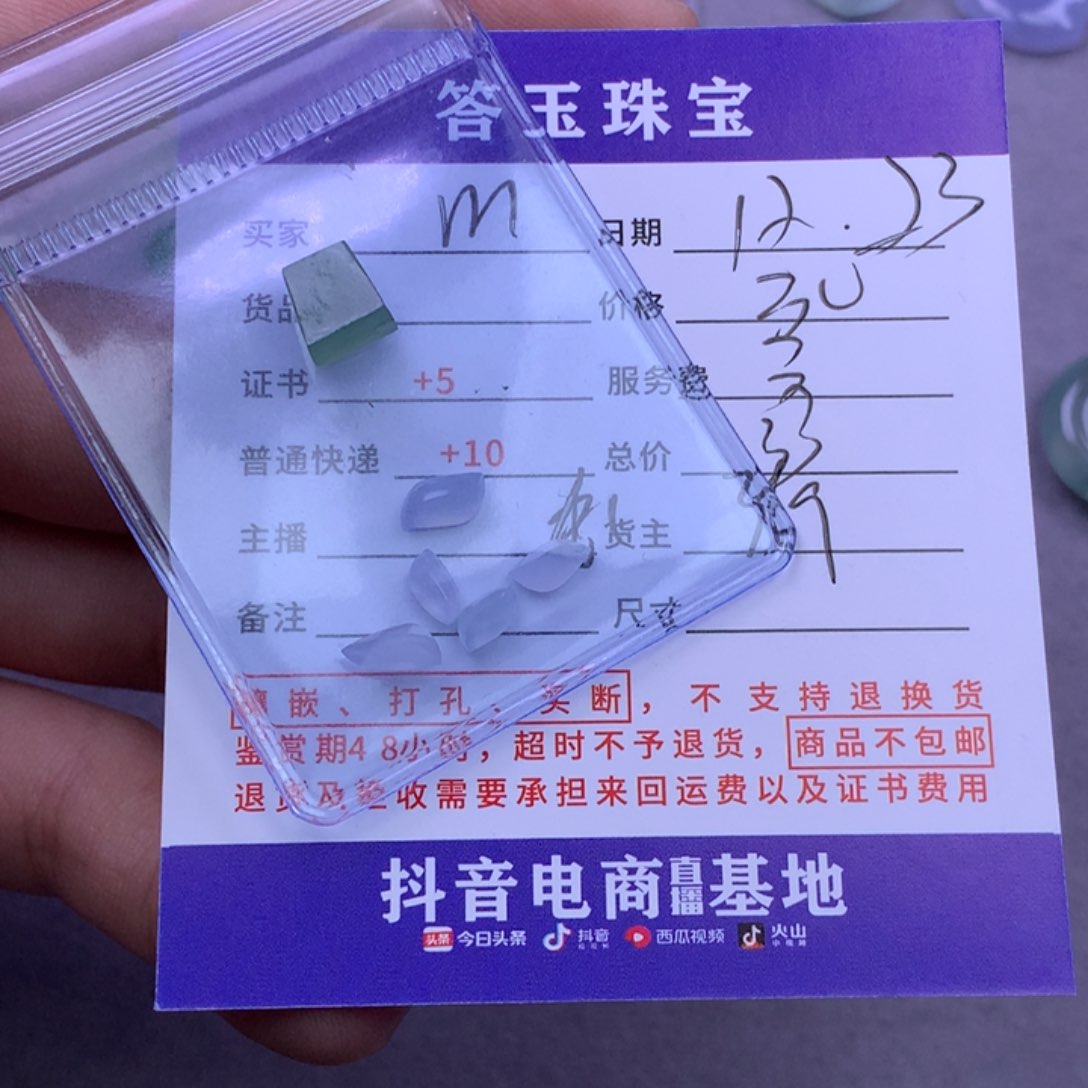 答玉珠宝
买家 m 日期 12.23
货品 价格 30
证书 +5 服务费 3
普通快递 +10 总价 33
主播 货主
备注 尺寸
镶嵌、打孔、买断，不支持退换货
鉴赏期48小时，超时不予退货，商品不包邮
退货及拒收需要承担来回运费以及证书费用
抖音电商直播基地
头条 今日头条 抖音 西瓜视频 火山